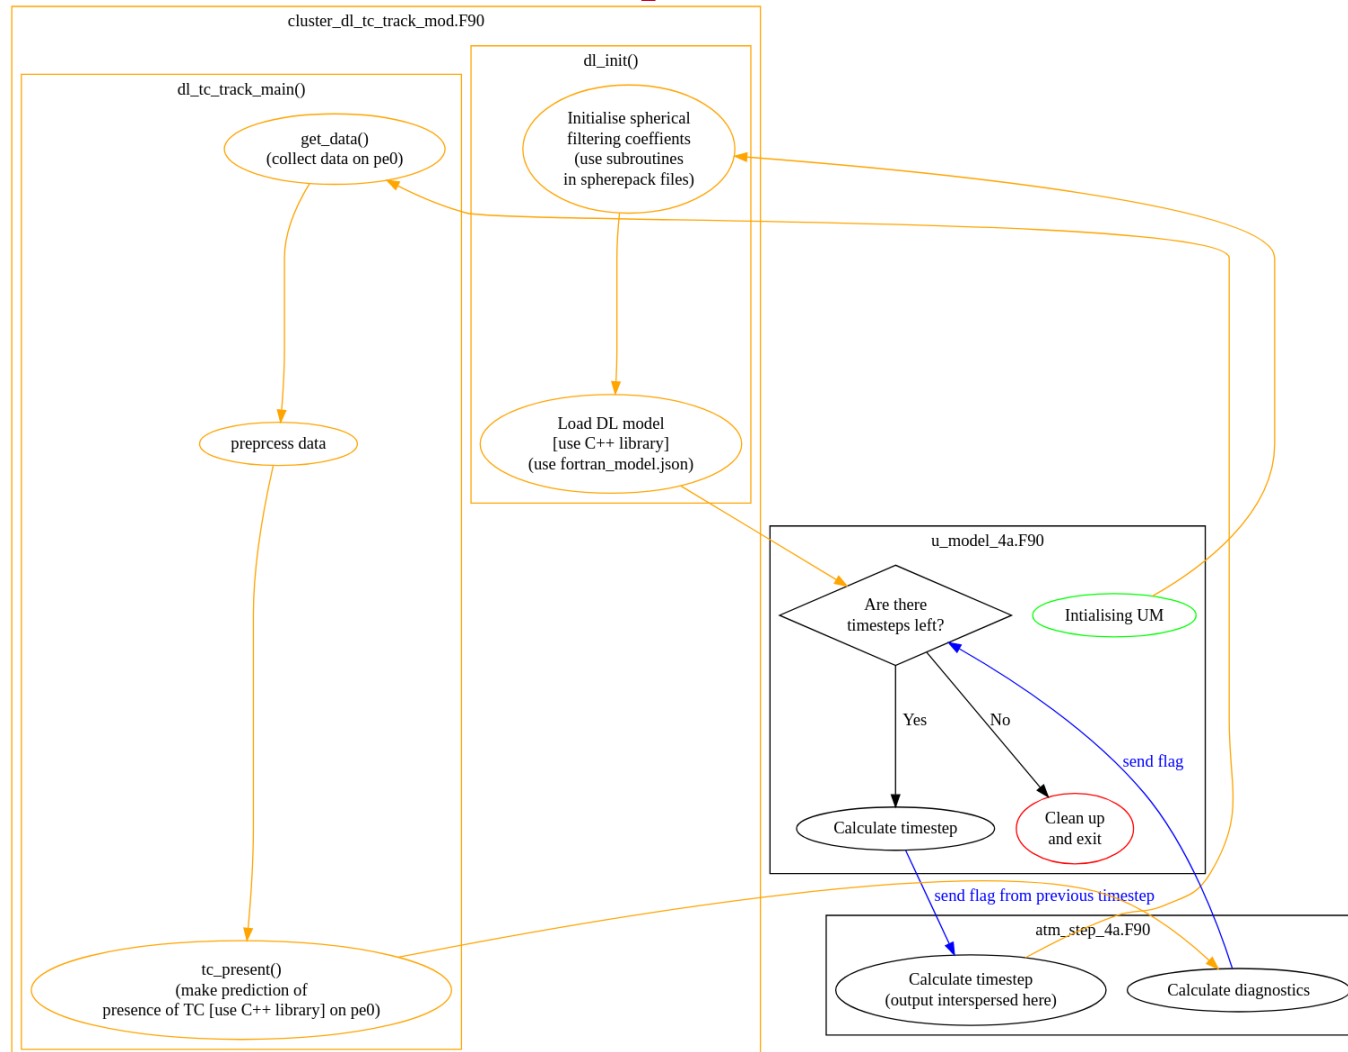 cluster_dl_tc_track_mod.F90
dl_init()
dl_tc_track_main()
Initialise spherical
filtering coeffients
(use subroutines
in spherepack files)
get_data()
(collect data on pe0)
preprcess data
Load DL model
[use C++ library]
(use fortran_model.json)
u_model_4a.F90
Are there
timesteps left?
Intialising UM
Yes
No
send flag
Calculate timestep
Clean up
and exit
send flag from previous timestep
atm_step_4a.F90
tc_present()
(make prediction of
presence of TC [use C++ library] on pe0)
Calculate timestep
(output interspersed here)
Calculate diagnostics